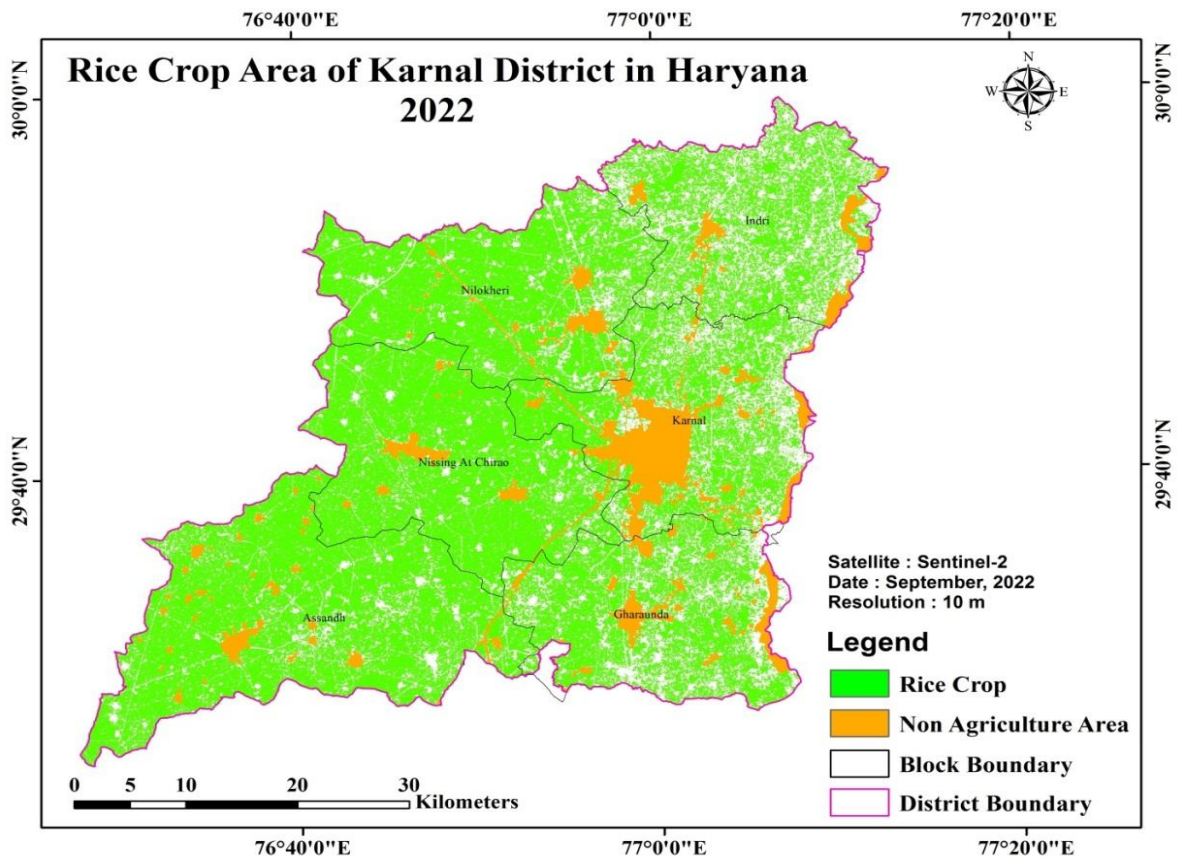 76°40'0"E 77°0'0"E 77°20'0"E
Rice Crop Area of Karnal District in Haryana
2022
N
W E
S
30°0'0"N
30°0'0"N
Indri
Nilokheri
Karnal
Nissing At Chirao
29°40'0"N
29°40'0"N
Assandh
Gharaunda
Satellite : Sentinel-2
Date : September, 2022
Resolution : 10 m
Legend
Rice Crop
Non Agriculture Area
Block Boundary
District Boundary
0 5 10 20 30
Kilometers
76°40'0"E 77°0'0"E 77°20'0"E